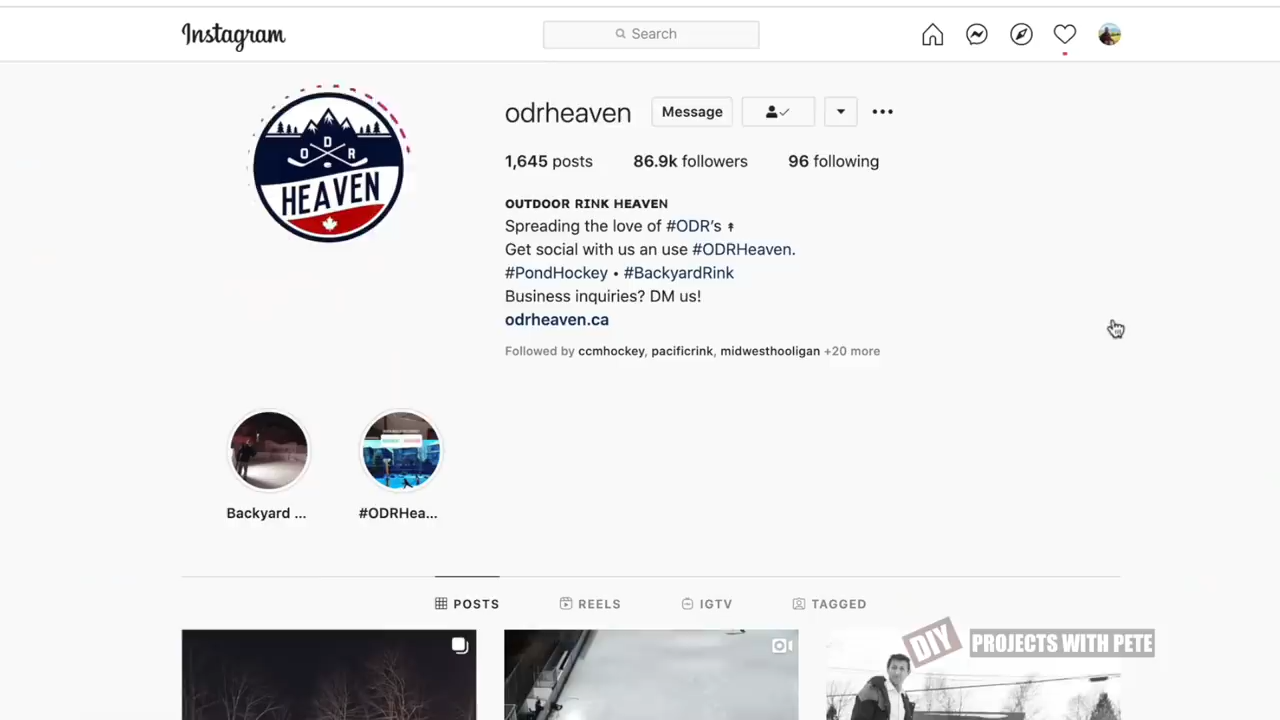 Instagram
Search
odrheaven Message
1,645 posts 86.9k followers 96 following
OUTDOOR RINK HEAVEN
Spreading the love of #ODR's
Get social with us an use #ODRHeaven.
#PondHockey • #BackyardRink
Business inquiries? DM us!
odrheaven.ca
Followed by ccmhockey, pacificrink, midwesthooligan +20 more
O D R
HEAVEN
Backyard ... #ODRHea...
POSTS REELS IGTV TAGGED
DIY PROJECTS WITH PETE